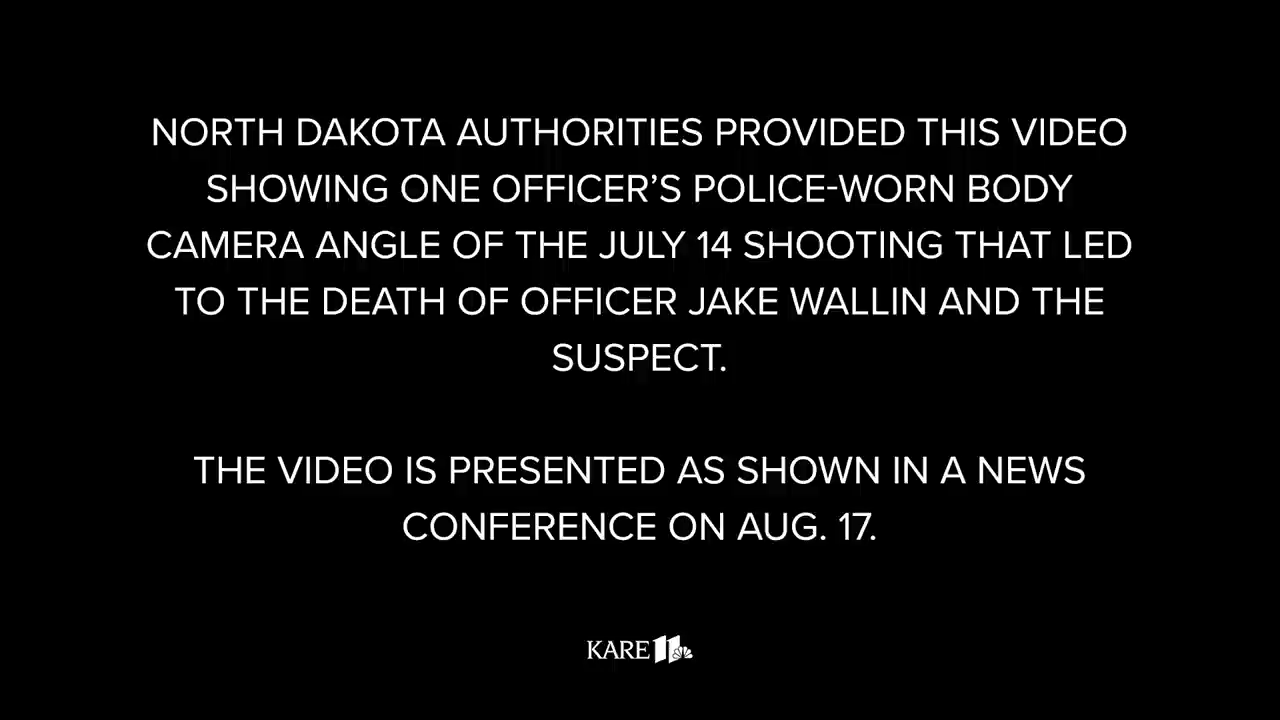 NORTH DAKOTA AUTHORITIES PROVIDED THIS VIDEO
SHOWING ONE OFFICER’S POLICE-WORN BODY
CAMERA ANGLE OF THE JULY 14 SHOOTING THAT LED
TO THE DEATH OF OFFICER JAKE WALLIN AND THE
SUSPECT.
THE VIDEO IS PRESENTED AS SHOWN IN A NEWS
CONFERENCE ON AUG. 17.
KARE 11